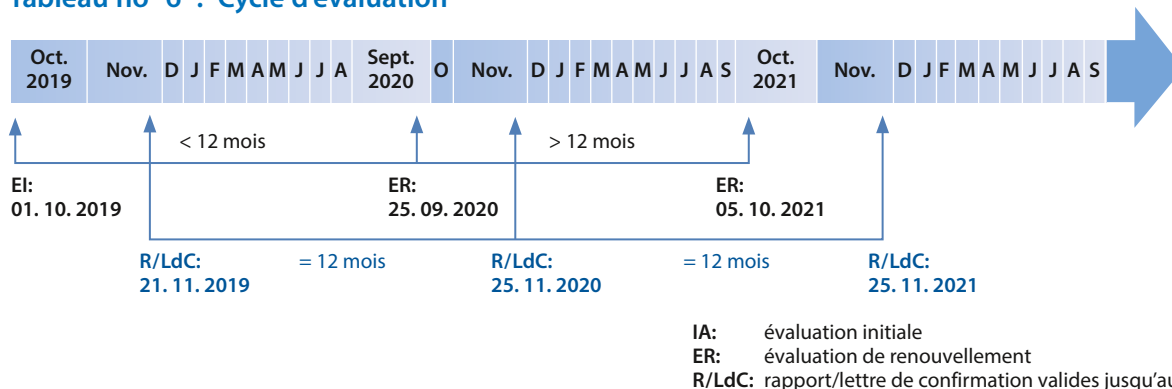 Tableau no 6 : Cycle d'évaluation
Oct. 2019 Nov. D J F M A M J J A Sept. 2020 O Nov. D J F M A M J J A S Oct. 2021 Nov. D J F M A M J J A S
< 12 mois > 12 mois
EI: ER: ER:
01. 10. 2019 25. 09. 2020 05. 10. 2021
R/LdC: = 12 mois R/LdC: = 12 mois R/LdC:
21. 11. 2019 25. 11. 2020 25. 11. 2021
IA: évaluation initiale
ER: évaluation de renouvellement
R/LdC: rapport/lettre de confirmation valides jusqu'au